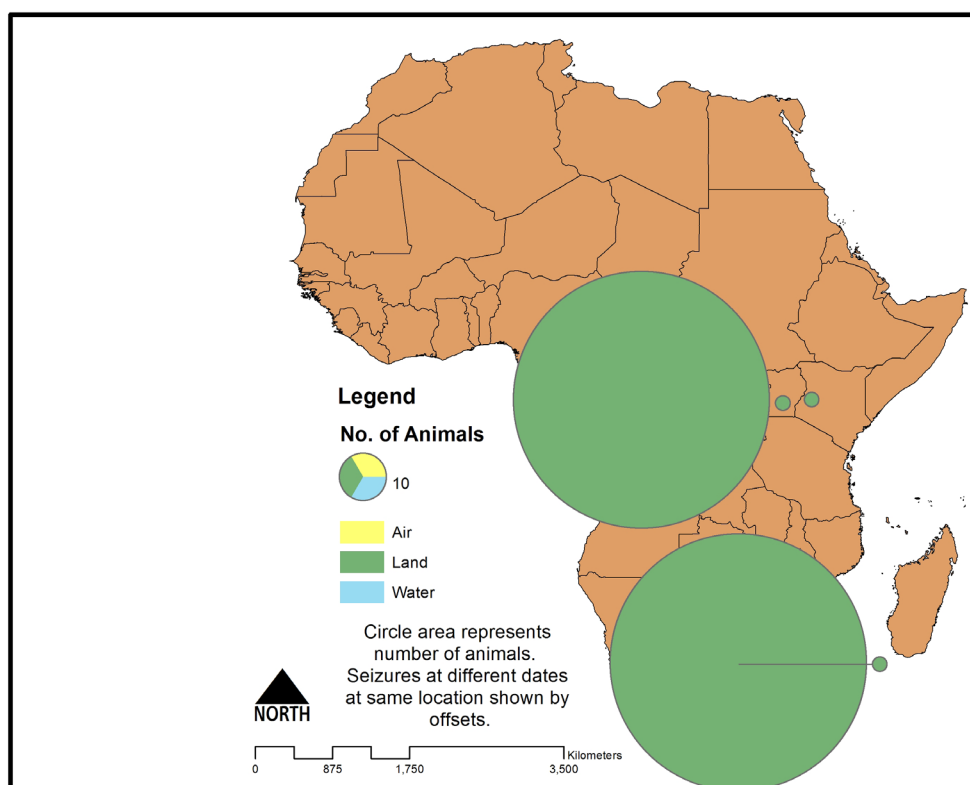 Legend
No. of Animals
10
Air
Land
Water
Circle area represents
number of animals.
Seizures at different dates
at same location shown by
offsets.
NORTH
Kilometers
0 875 1,750 3,500